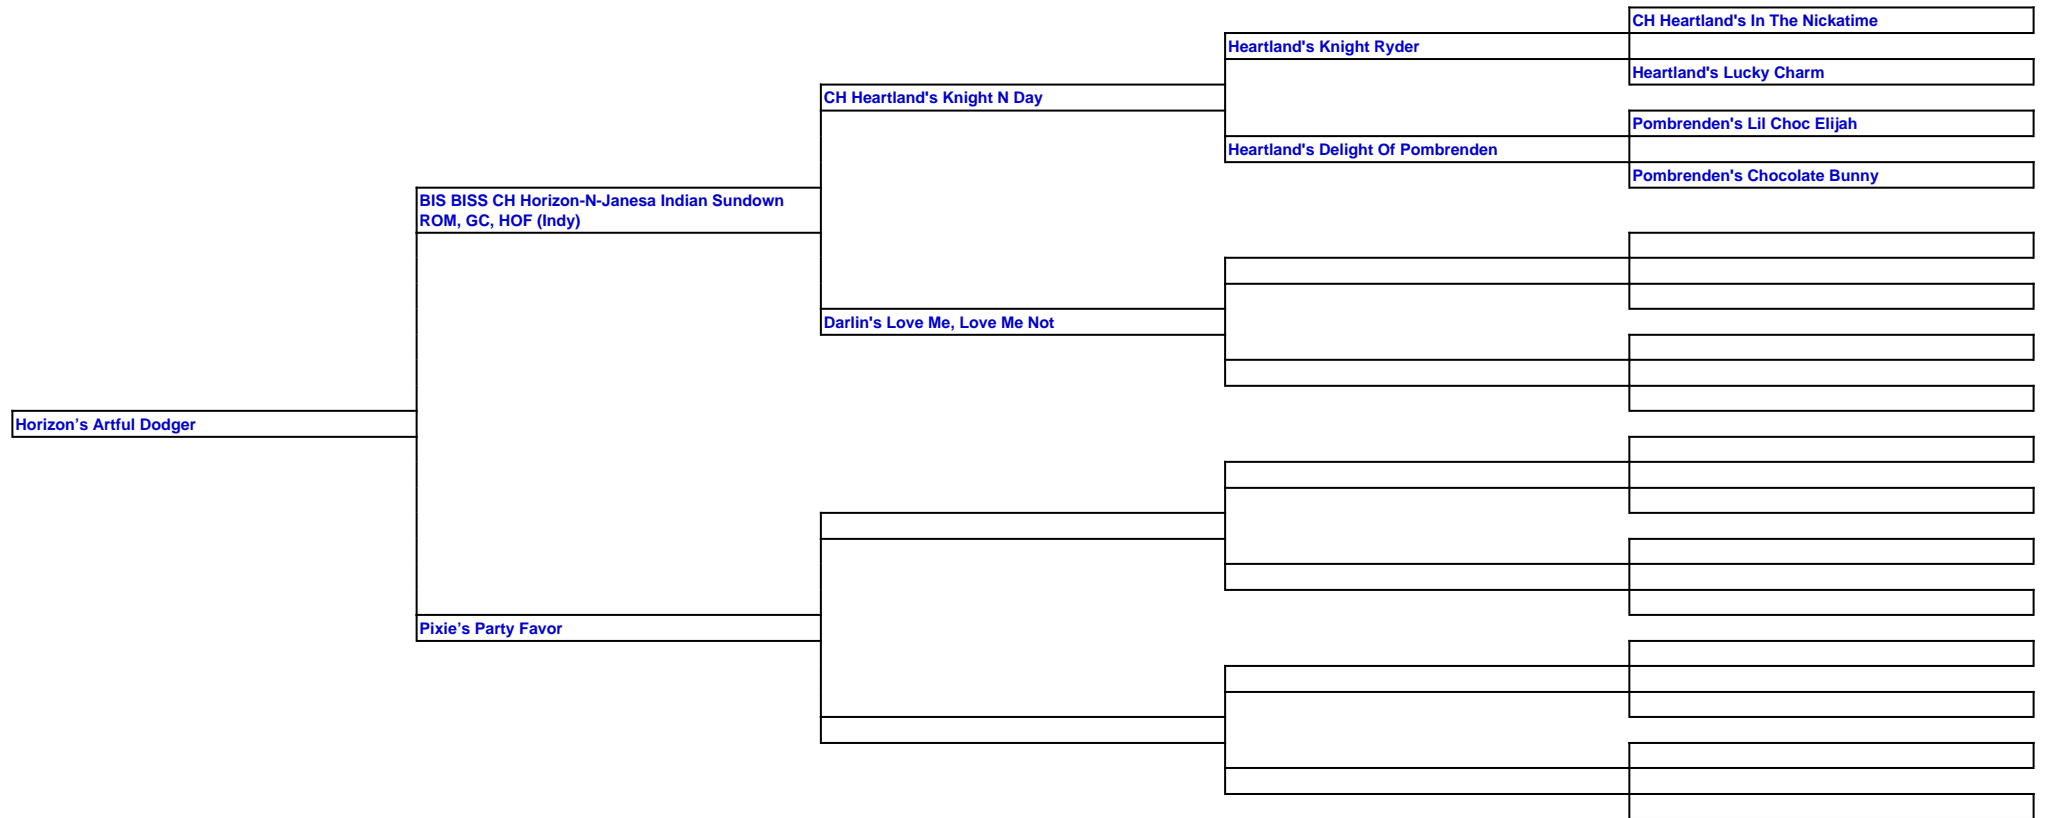 CH Heartland's In The Nickatime
Heartland's Knight Ryder
Heartland's Lucky Charm
CH Heartland's Knight N Day
Pombrenden's Lil Choc Elijah
Heartland's Delight Of Pombrenden
Pombrenden's Chocolate Bunny
BIS BISS CH Horizon-N-Janesa Indian Sundown
ROM, GC, HOF (Indy)
Darlin's Love Me, Love Me Not
Horizon’s Artful Dodger
Pixie’s Party Favor